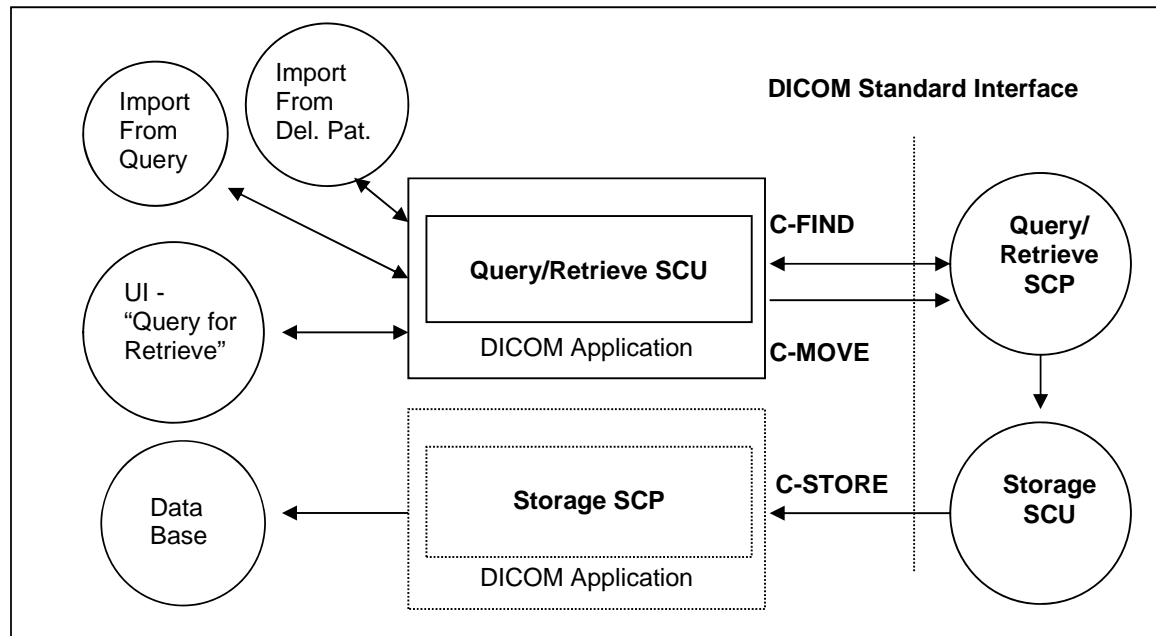 Import
From
Query
Import
From
Del. Pat.
DICOM Standard Interface
UI -
“Query for
Retrieve”
Query/Retrieve SCU
DICOM Application
C-FIND
C-MOVE
Query/
Retrieve
SCP
Data
Base
Storage SCP
DICOM Application
C-STORE
Storage
SCU